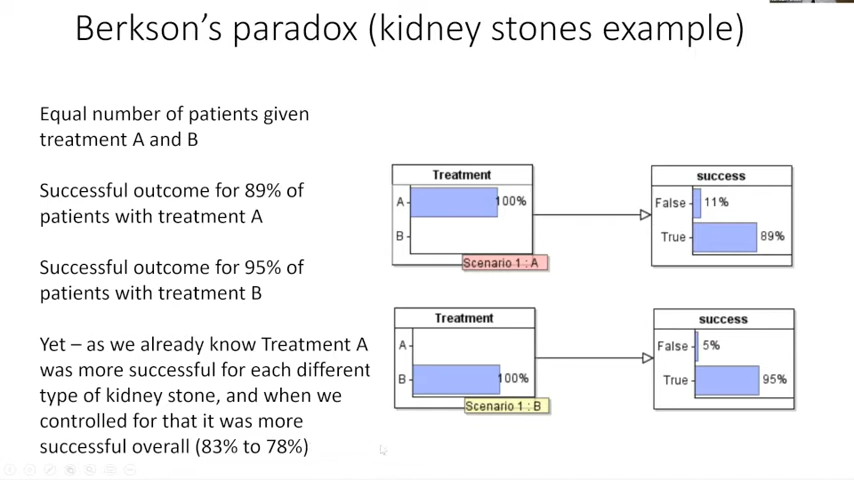 Berkson's paradox (kidney stones example)
Equal number of patients given
treatment A and B
Successful outcome for 89% of
patients with treatment A
Successful outcome for 95% of
patients with treatment B
Yet – as we already know Treatment A
was more successful for each different
type of kidney stone, and when we
controlled for that it was more
successful overall (83% to 78%)
Treatment
A 100%
B
Scenario 1 : A
success
False 11%
True 89%
Treatment
A
B 100%
Scenario 1 : B
success
False 5%
True 95%